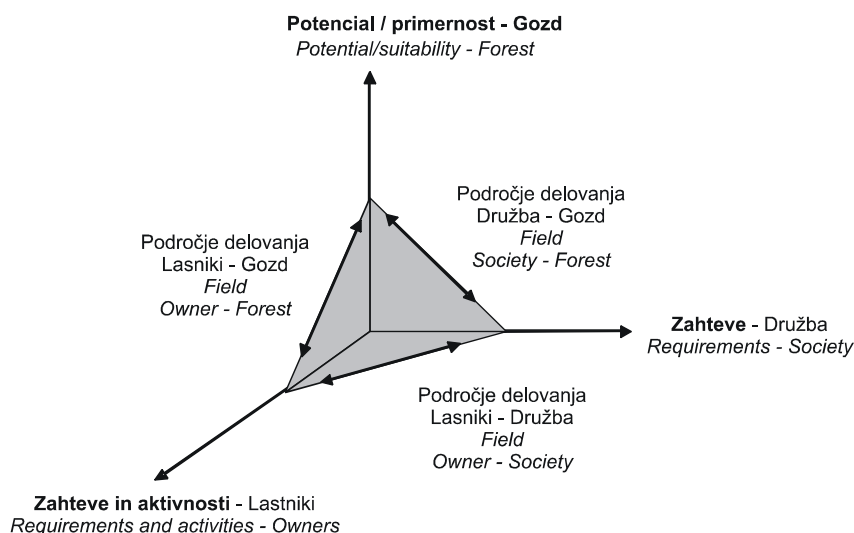 Potencial / primernost - Gozd
Potential/suitability - Forest
Področje delovanja
Družba - Gozd
Field
Society - Forest
Področje delovanja
Lasniki - Gozd
Field
Owner - Forest
Zahteve - Družba
Requirements - Society
Področje delovanja
Lasniki - Družba
Field
Owner - Society
Zahteve in aktivnosti - Lastniki
Requirements and activities - Owners